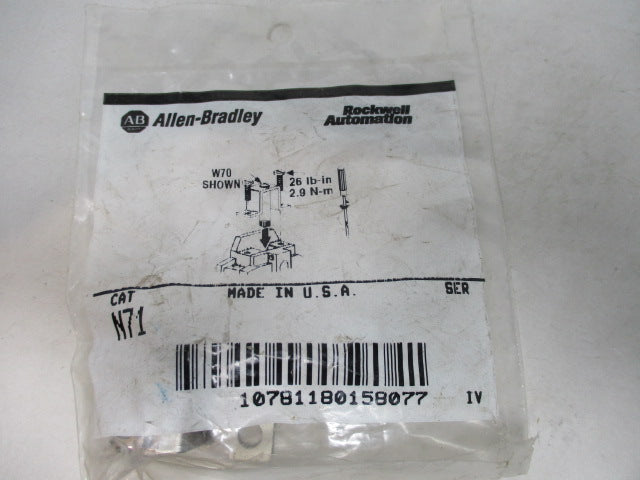 AB Allen-Bradley
Rockwell Automation
W70 SHOWN
26 lb-in
2.9 N-m
CAT MADE IN U.S.A. SER
N71
10781180158077 IV